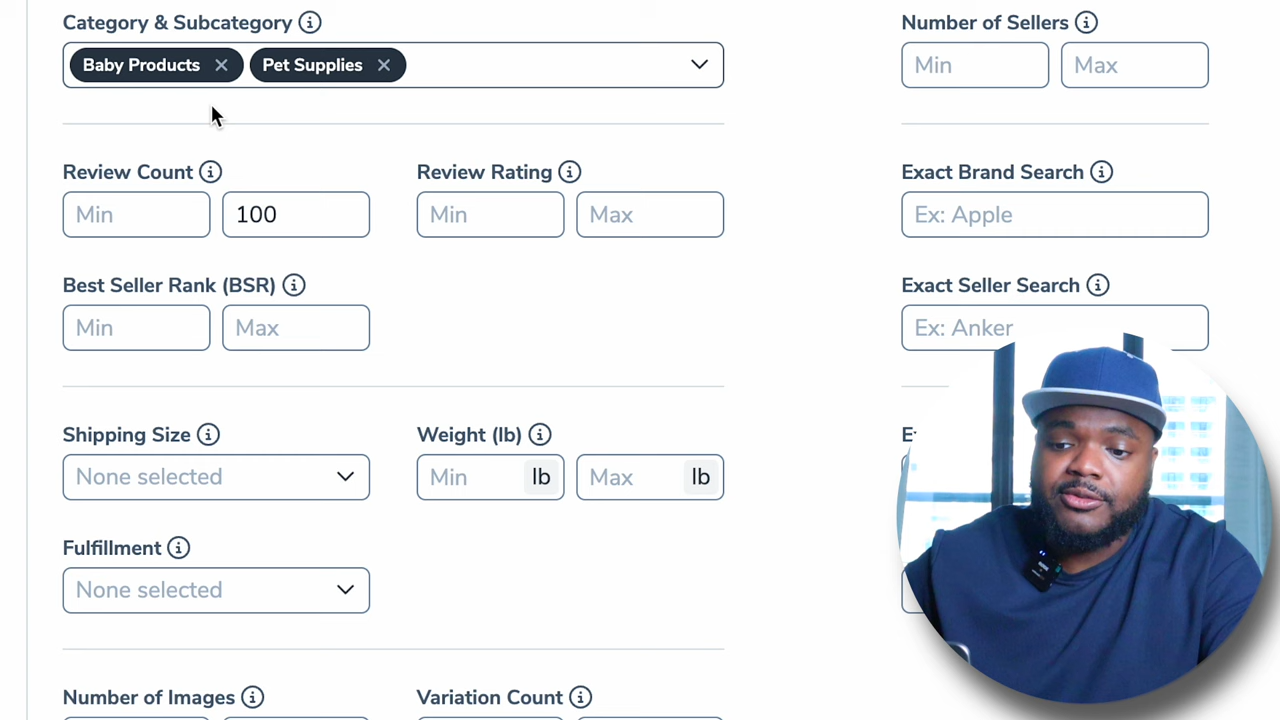 Category & Subcategory
Number of Sellers
Baby Products Pet Supplies
Min Max
Review Count Review Rating
Exact Brand Search
Min 100 Min Max
Ex: Apple
Best Seller Rank (BSR)
Exact Seller Search
Min Max
Ex: Anker
Shipping Size Weight (lb)
None selected Min lb Max lb
Fulfillment
None selected
Number of Images Variation Count